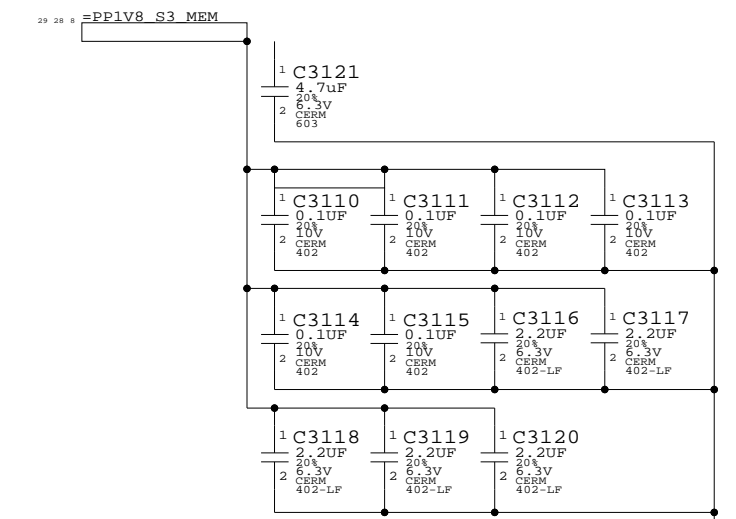 29 28 8 =PP1V8_S3_MEM
1 C3121
4.7uF
20%
6.3V
2 CERM
603
1 C3110 1 C3111 1 C3112 1 C3113
0.1UF 0.1UF 0.1UF 0.1UF
20% 20% 20% 20%
10V 10V 10V 10V
2 CERM 2 CERM 2 CERM 2 CERM
402 402 402 402
1 C3114 1 C3115 1 C3116 1 C3117
0.1UF 0.1UF 2.2UF 2.2UF
20% 20% 20% 20%
10V 10V 6.3V 6.3V
2 CERM 2 CERM 2 CERM 2 CERM
402 402 402-LF 402-LF
1 C3118 1 C3119 1 C3120
2.2UF 2.2UF 2.2UF
20% 20% 20%
6.3V 6.3V 6.3V
2 CERM 2 CERM 2 CERM
402-LF 402-LF 402-LF